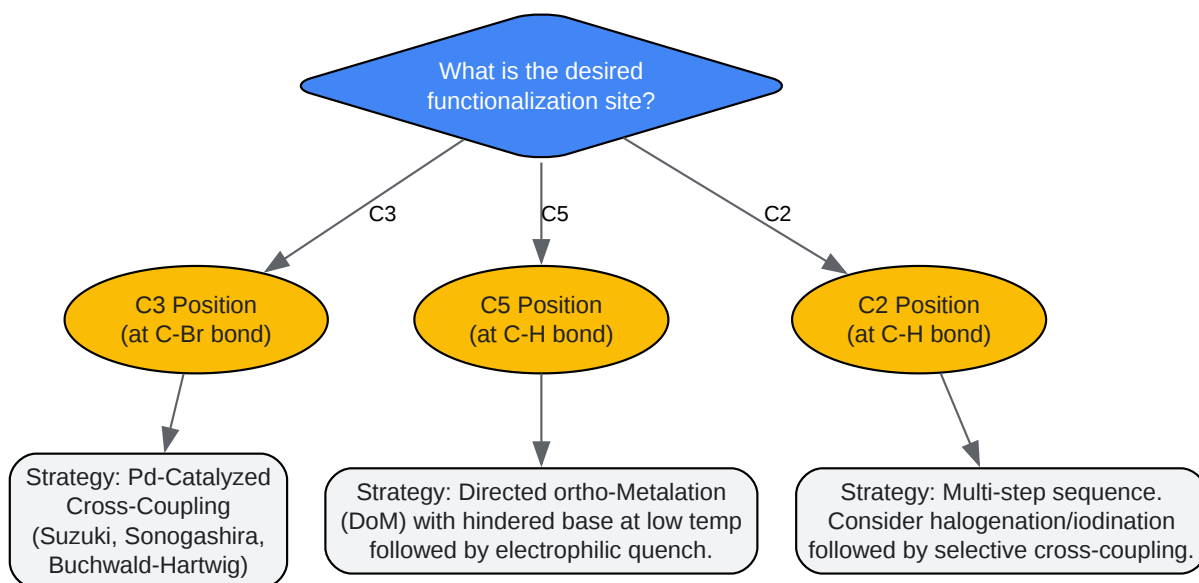 What is the desired
functionalization site?
C3
C5
C2
C3 Position
(at C-Br bond)
C5 Position
(at C-H bond)
C2 Position
(at C-H bond)
Strategy: Pd-Catalyzed
Cross-Coupling
(Suzuki, Sonogashira,
Buchwald-Hartwig)
Strategy: Directed ortho-Metalation
(DoM) with hindered base at low temp
followed by electrophilic quench.
Strategy: Multi-step sequence.
Consider halogenation/iodination
followed by selective cross-coupling.